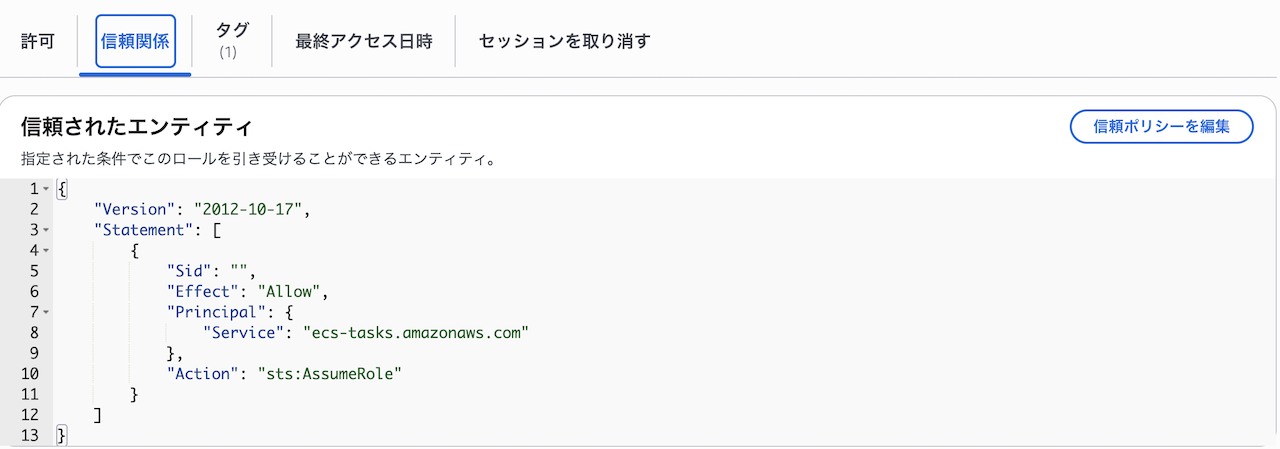 許可
信頼関係
タグ
(1)
最終アクセス日時
セッションを取り消す
信頼されたエンティティ
信頼ポリシーを編集
指定された条件でこのロールを引き受けることができるエンティティ。
1 {
2     "Version": "2012-10-17",
3     "Statement": [
4         {
5             "Sid": "",
6             "Effect": "Allow",
7             "Principal": {
8                 "Service": "ecs-tasks.amazonaws.com"
9             },
10             "Action": "sts:AssumeRole"
11         }
12     ]
13 }